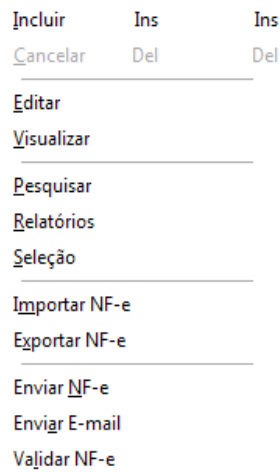 Incluir Ins Ins
Cancelar Del Del
Editar
Visualizar
Pesquisar
Relatórios
Seleção
Importar NF-e
Exportar NF-e
Enviar NF-e
Enviar E-mail
Validar NF-e